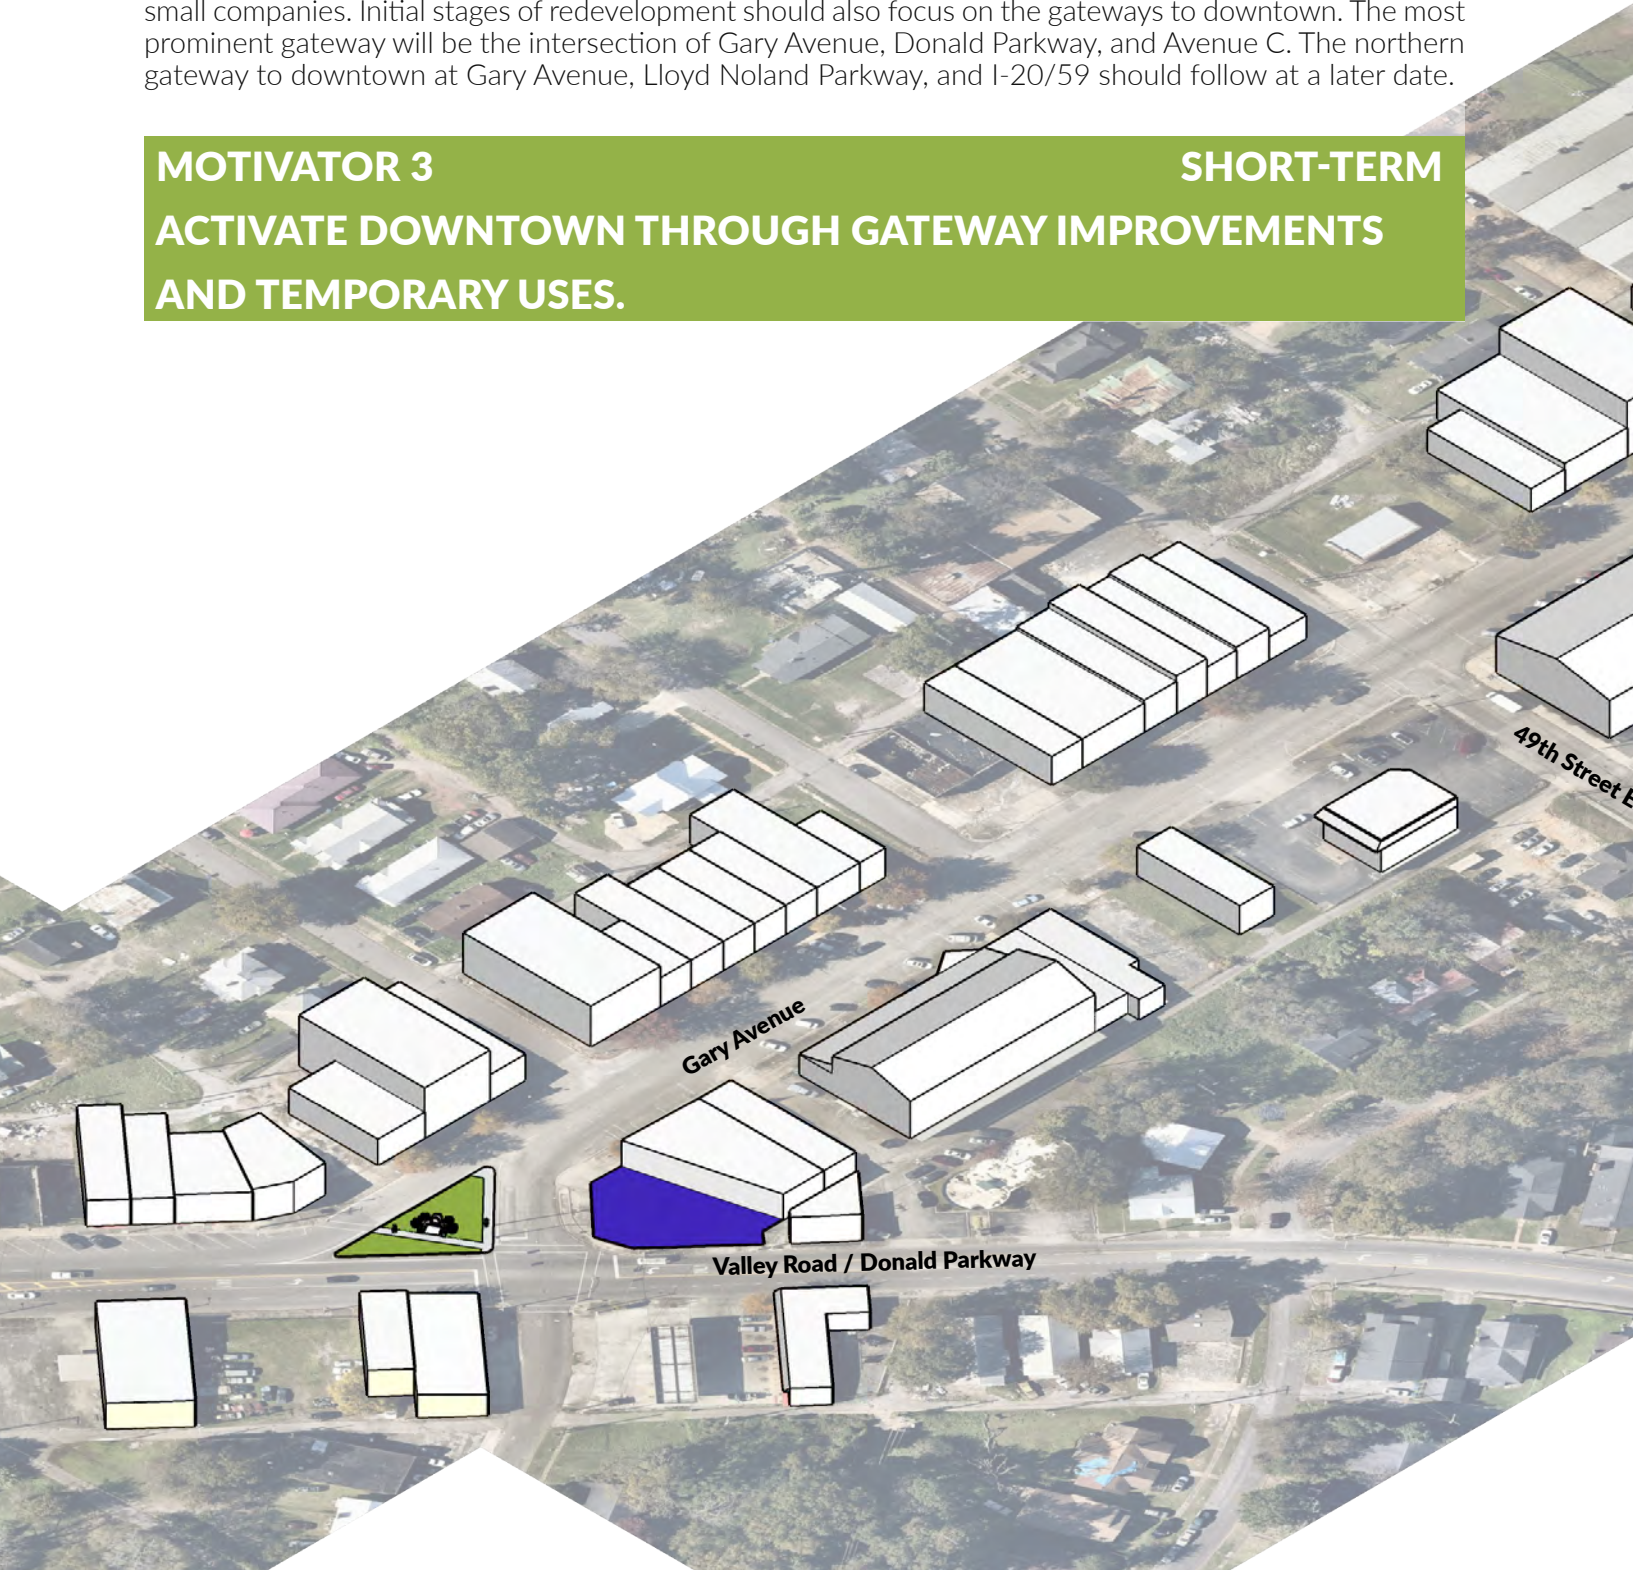 small companies. Initial stages of redevelopment should also focus on the gateways to downtown. The most
prominent gateway will be the intersection of Gary Avenue, Donald Parkway, and Avenue C. The northern
gateway to downtown at Gary Avenue, Lloyd Noland Parkway, and I-20/59 should follow at a later date.
MOTIVATOR 3 SHORT-TERM
ACTIVATE DOWNTOWN THROUGH GATEWAY IMPROVEMENTS
AND TEMPORARY USES.
49th Street E
Gary Avenue
Valley Road / Donald Parkway